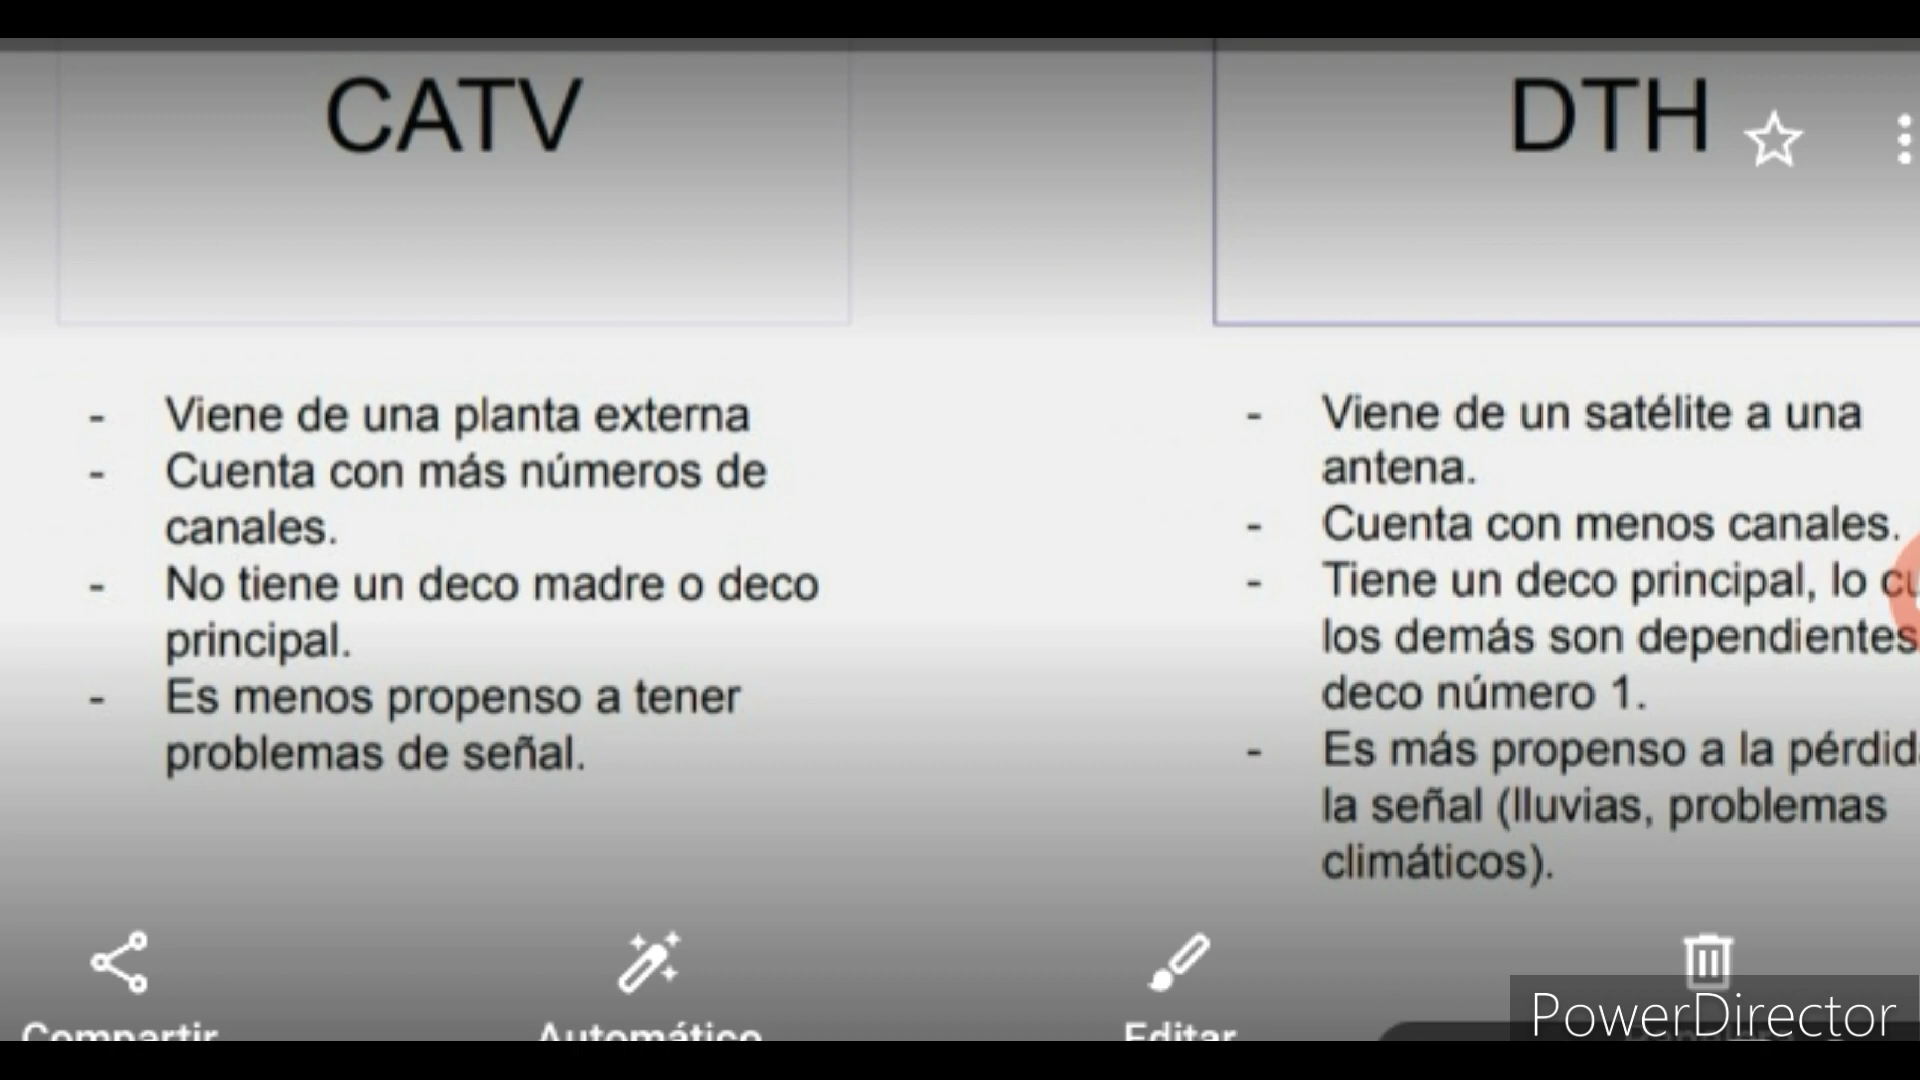 CATV
- Viene de una planta externa
- Cuenta con más números de
canales.
- No tiene un deco madre o deco
principal.
- Es menos propenso a tener
problemas de señal.
DTH
- Viene de un satélite a una
antena.
- Cuenta con menos canales.
- Tiene un deco principal, lo
los demás son dependientes
deco número 1.
- Es más propenso a la
la señal (lluvias, problemas
climáticos).
Compartir
Automático
Editar
PowerDirector